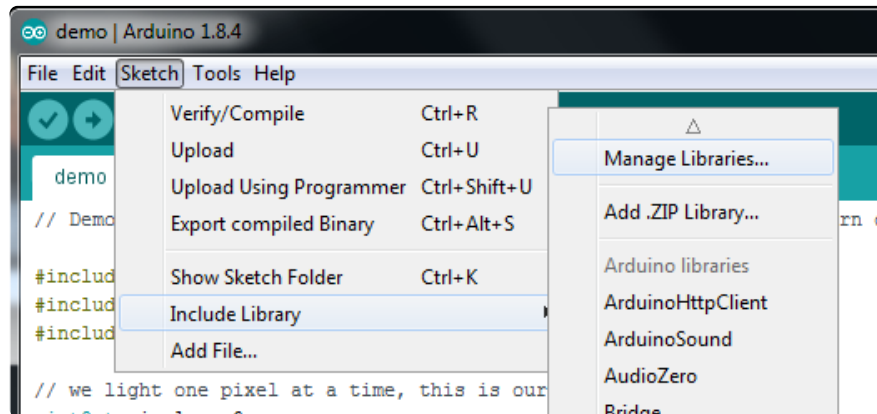 demo | Arduino 1.8.4
File Edit Sketch Tools Help
Verify/Compile Ctrl+R
Upload Ctrl+U
Upload Using Programmer Ctrl+Shift+U
Export compiled Binary Ctrl+Alt+S
Show Sketch Folder Ctrl+K
Include Library
Add File...
Manage Libraries...
Add .ZIP Library...
Arduino libraries
ArduinoHttpClient
ArduinoSound
AudioZero
Bridge
demo
// Demo
#includ
#includ
#includ
// we light one pixel at a time, this is our